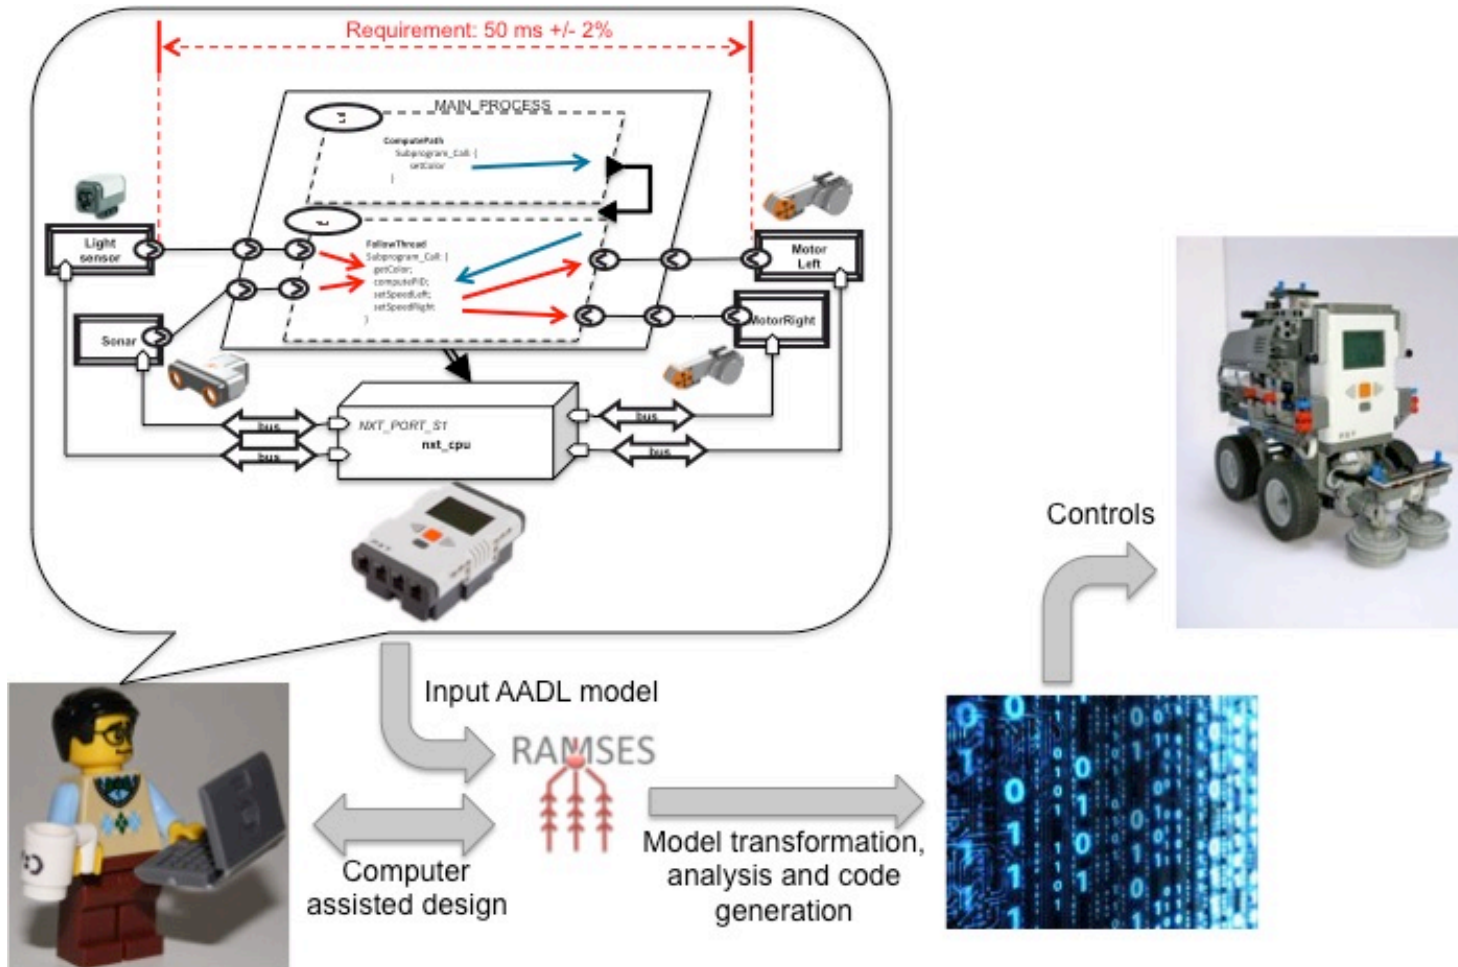 Requirement: 50 ms +/- 2%
MAIN_PROCESS
ComputePath
Subprogram_Call: {
setColor
}
Light
sensor
FollowThread
Subprogram_Call: {
getColor;
computePID;
setSpeedLeft;
setSpeedRight
}
Motor
Left
Sonar
MotorRight
bus
bus
NXT_PORT_S1
nxt_cpu
bus
bus
Controls
Input AADL model
RAMSES
Computer
assisted design
Model transformation,
analysis and code
generation